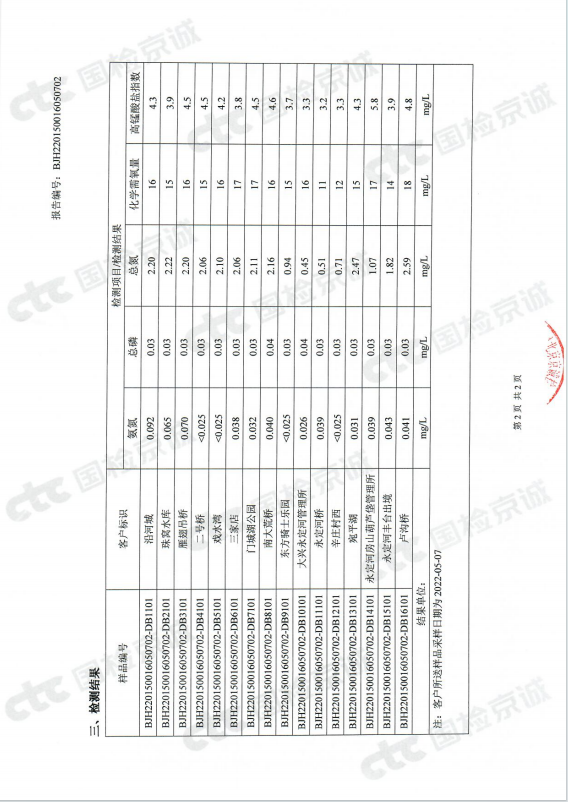 报告编号: BJH220150016050702
三、检测结果
样品编号 客户标识 检测项目/检测结果
氨氮 总磷 总氮 化学需氧量 高锰酸盐指数
BJH220150016050702-DB1101 沿河城 0.092 0.03 2.20 16 4.3
BJH220150016050702-DB2101 珠窝水库 0.065 0.03 2.22 15 3.9
BJH220150016050702-DB3101 雁翅吊桥 0.070 0.03 2.20 16 4.5
BJH220150016050702-DB4101 二号桥 <0.025 0.03 2.06 15 4.5
BJH220150016050702-DB5101 戏水湾 <0.025 0.03 2.10 16 4.2
BJH220150016050702-DB6101 三家店 0.038 0.03 2.06 17 3.8
BJH220150016050702-DB7101 门城湖公园 0.032 0.03 2.11 17 4.5
BJH220150016050702-DB8101 南大荒桥 0.040 0.04 2.16 16 4.6
BJH220150016050702-DB9101 东方骑士乐园 <0.025 0.03 0.94 15 3.7
BJH220150016050702-DB10101 大兴永定河管理所 0.026 0.04 0.45 16 3.3
BJH220150016050702-DB11101 永定河桥 0.039 0.03 0.51 11 3.2
BJH220150016050702-DB12101 辛庄村西 <0.025 0.03 0.71 12 3.3
BJH220150016050702-DB13101 宛平湖 0.031 0.03 2.47 15 4.3
BJH220150016050702-DB14101 永定河房山葫芦垡管理所 0.039 0.03 1.07 17 5.8
BJH220150016050702-DB15101 永定河丰台出境 0.043 0.03 1.82 14 3.9
BJH220150016050702-DB16101 卢沟桥 0.041 0.03 2.59 18 4.8
结果单位: mg/L mg/L mg/L mg/L mg/L
注: 客户所送样品采样日期为 2022-05-07
第 2 页 共 2 页
ctc 国检京诚